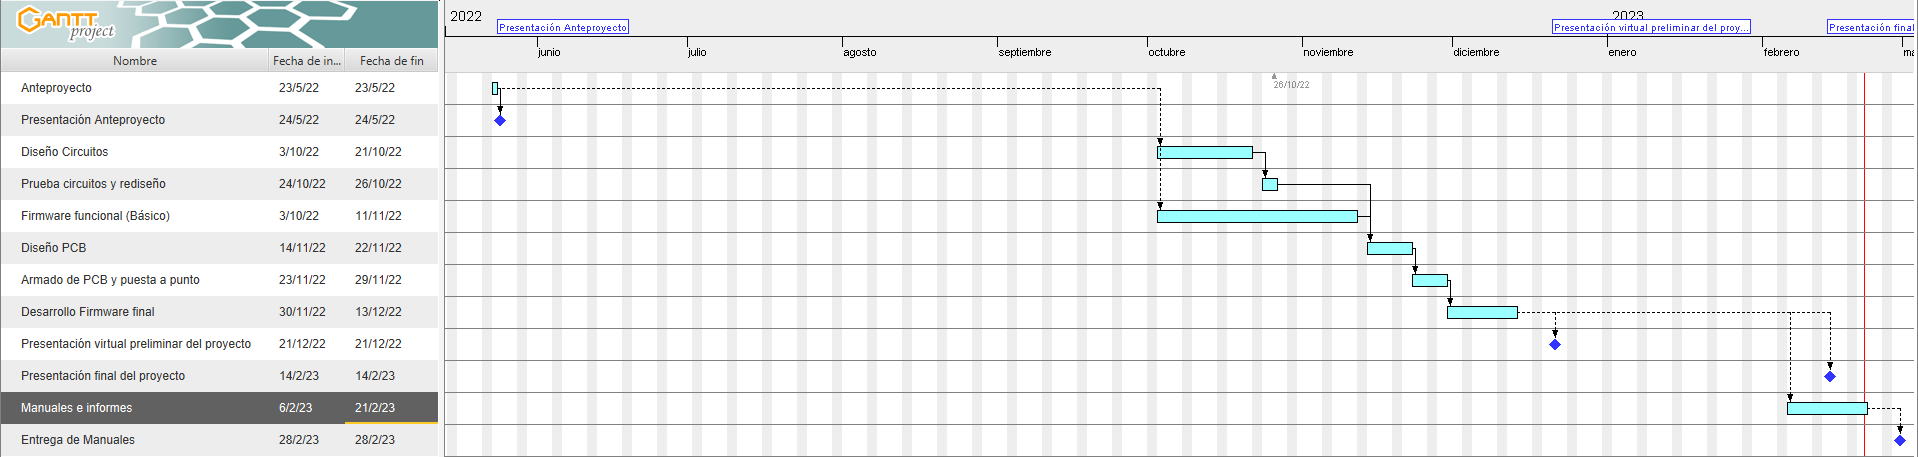 GANTT
project
2022
2023
Presentación Anteproyecto
Presentación virtual preliminar del proy...
Presentación final
junio julio agosto septiembre octubre noviembre diciembre enero febrero ma
Nombre Fecha de in... Fecha de fin
26/10/22
Anteproyecto 23/5/22 23/5/22
Presentación Anteproyecto 24/5/22 24/5/22
Diseño Circuitos 3/10/22 21/10/22
Prueba circuitos y rediseño 24/10/22 26/10/22
Firmware funcional (Básico) 3/10/22 11/11/22
Diseño PCB 14/11/22 22/11/22
Armado de PCB y puesta a punto 23/11/22 29/11/22
Desarrollo Firmware final 30/11/22 13/12/22
Presentación virtual preliminar del proyecto 21/12/22 21/12/22
Presentación final del proyecto 14/2/23 14/2/23
Manuales e informes 6/2/23 21/2/23
Entrega de Manuales 28/2/23 28/2/23